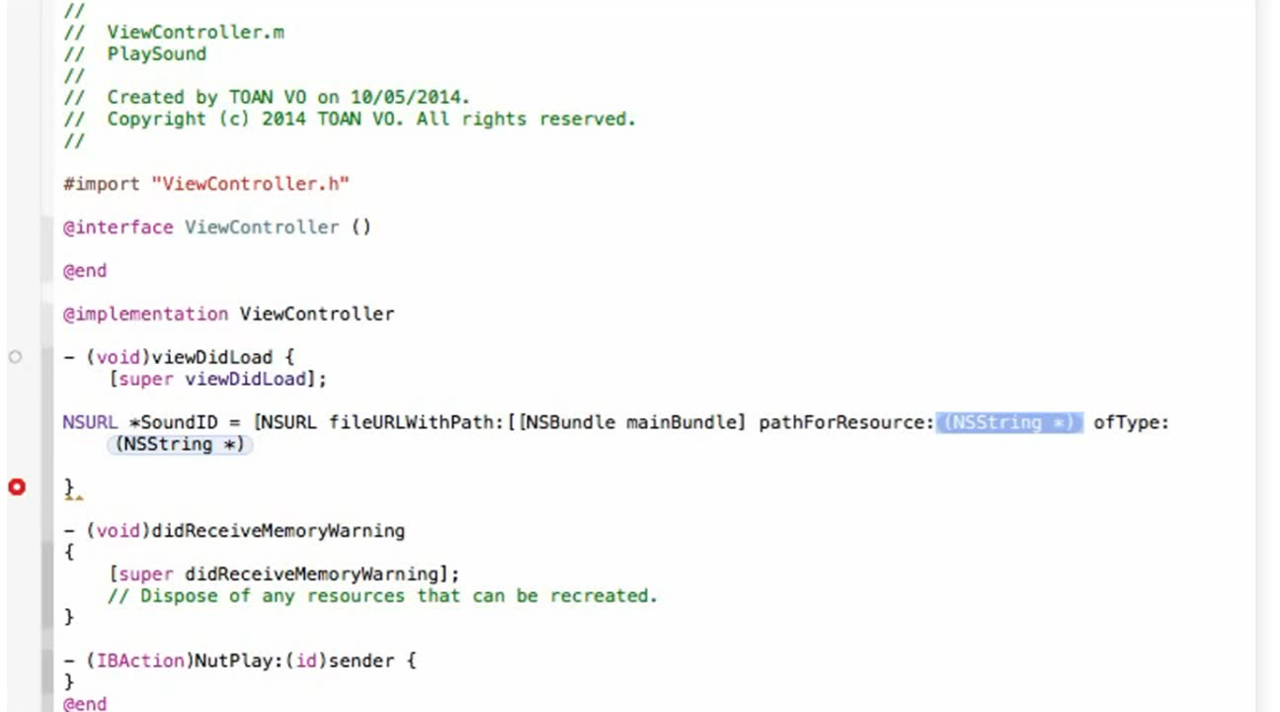 //
//  ViewController.m
//  PlaySound
//
//  Created by TOAN VO on 10/05/2014.
//  Copyright (c) 2014 TOAN VO. All rights reserved.
//
#import "ViewController.h"
@interface ViewController ()
@end
@implementation ViewController
- (void)viewDidLoad {
[super viewDidLoad];
NSURL *SoundID = [NSURL fileURLWithPath:[[NSBundle mainBundle] pathForResource:(NSString *) ofType:
(NSString *)
}
- (void)didReceiveMemoryWarning
{
[super didReceiveMemoryWarning];
// Dispose of any resources that can be recreated.
}
- (IBAction)NutPlay:(id)sender {
}
@end